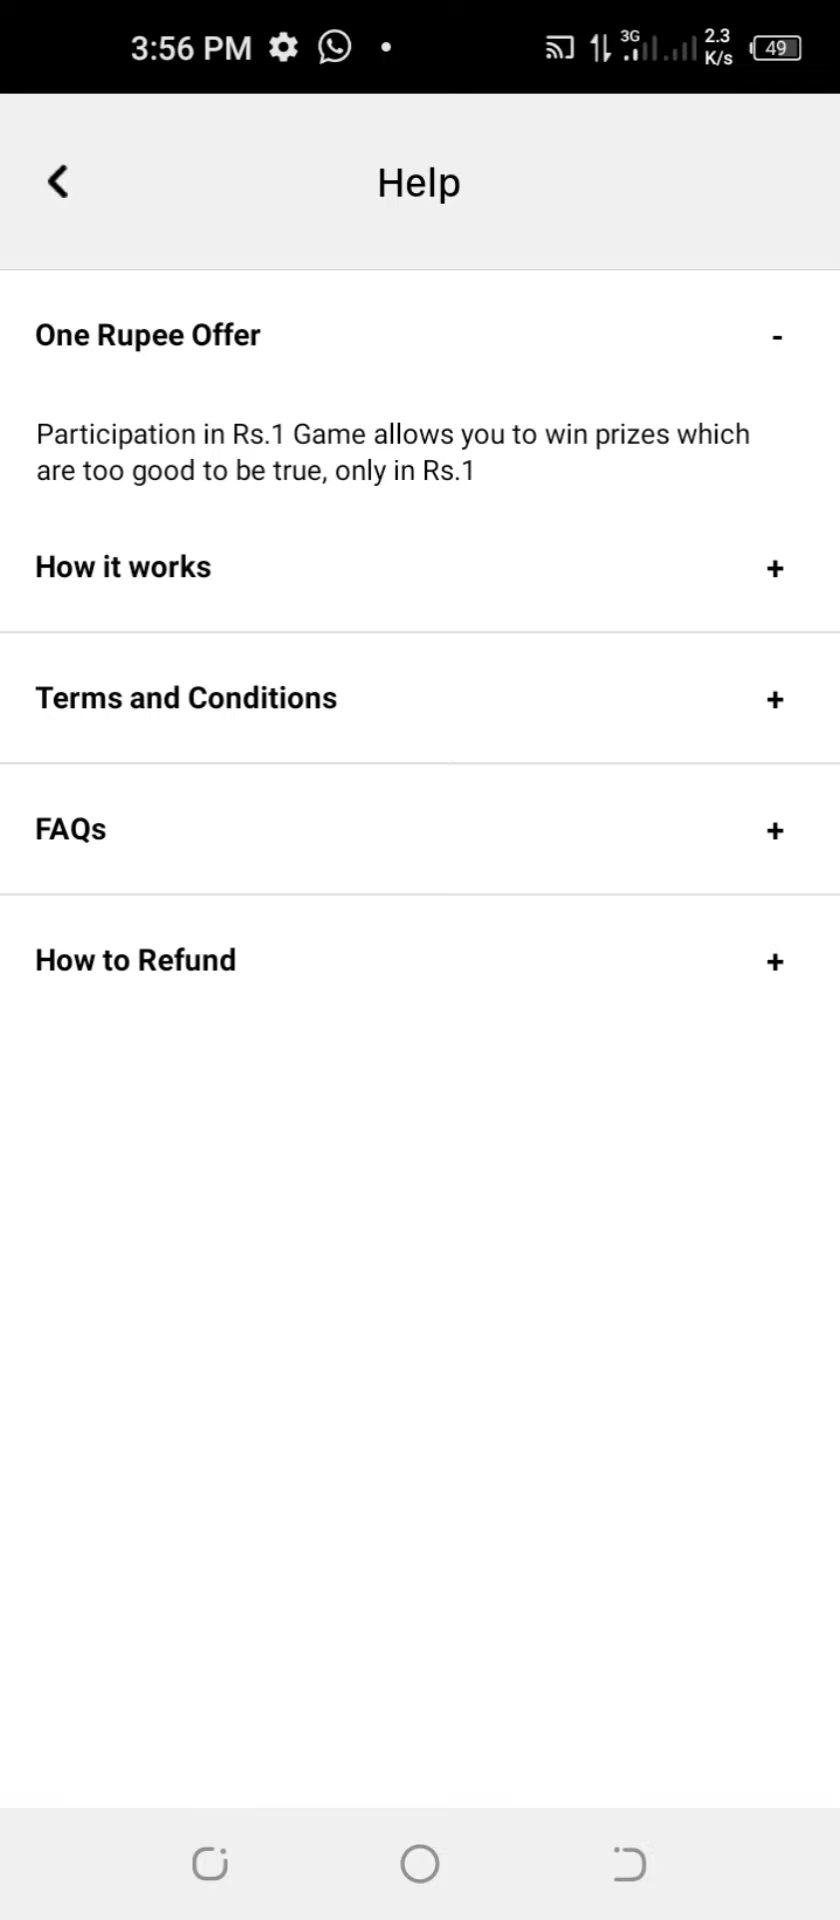 3:56 PM
3G
2.3
K/s
49
Help
One Rupee Offer
-
Participation in Rs.1 Game allows you to win prizes which
are too good to be true, only in Rs.1
How it works
+
Terms and Conditions
+
FAQs
+
How to Refund
+